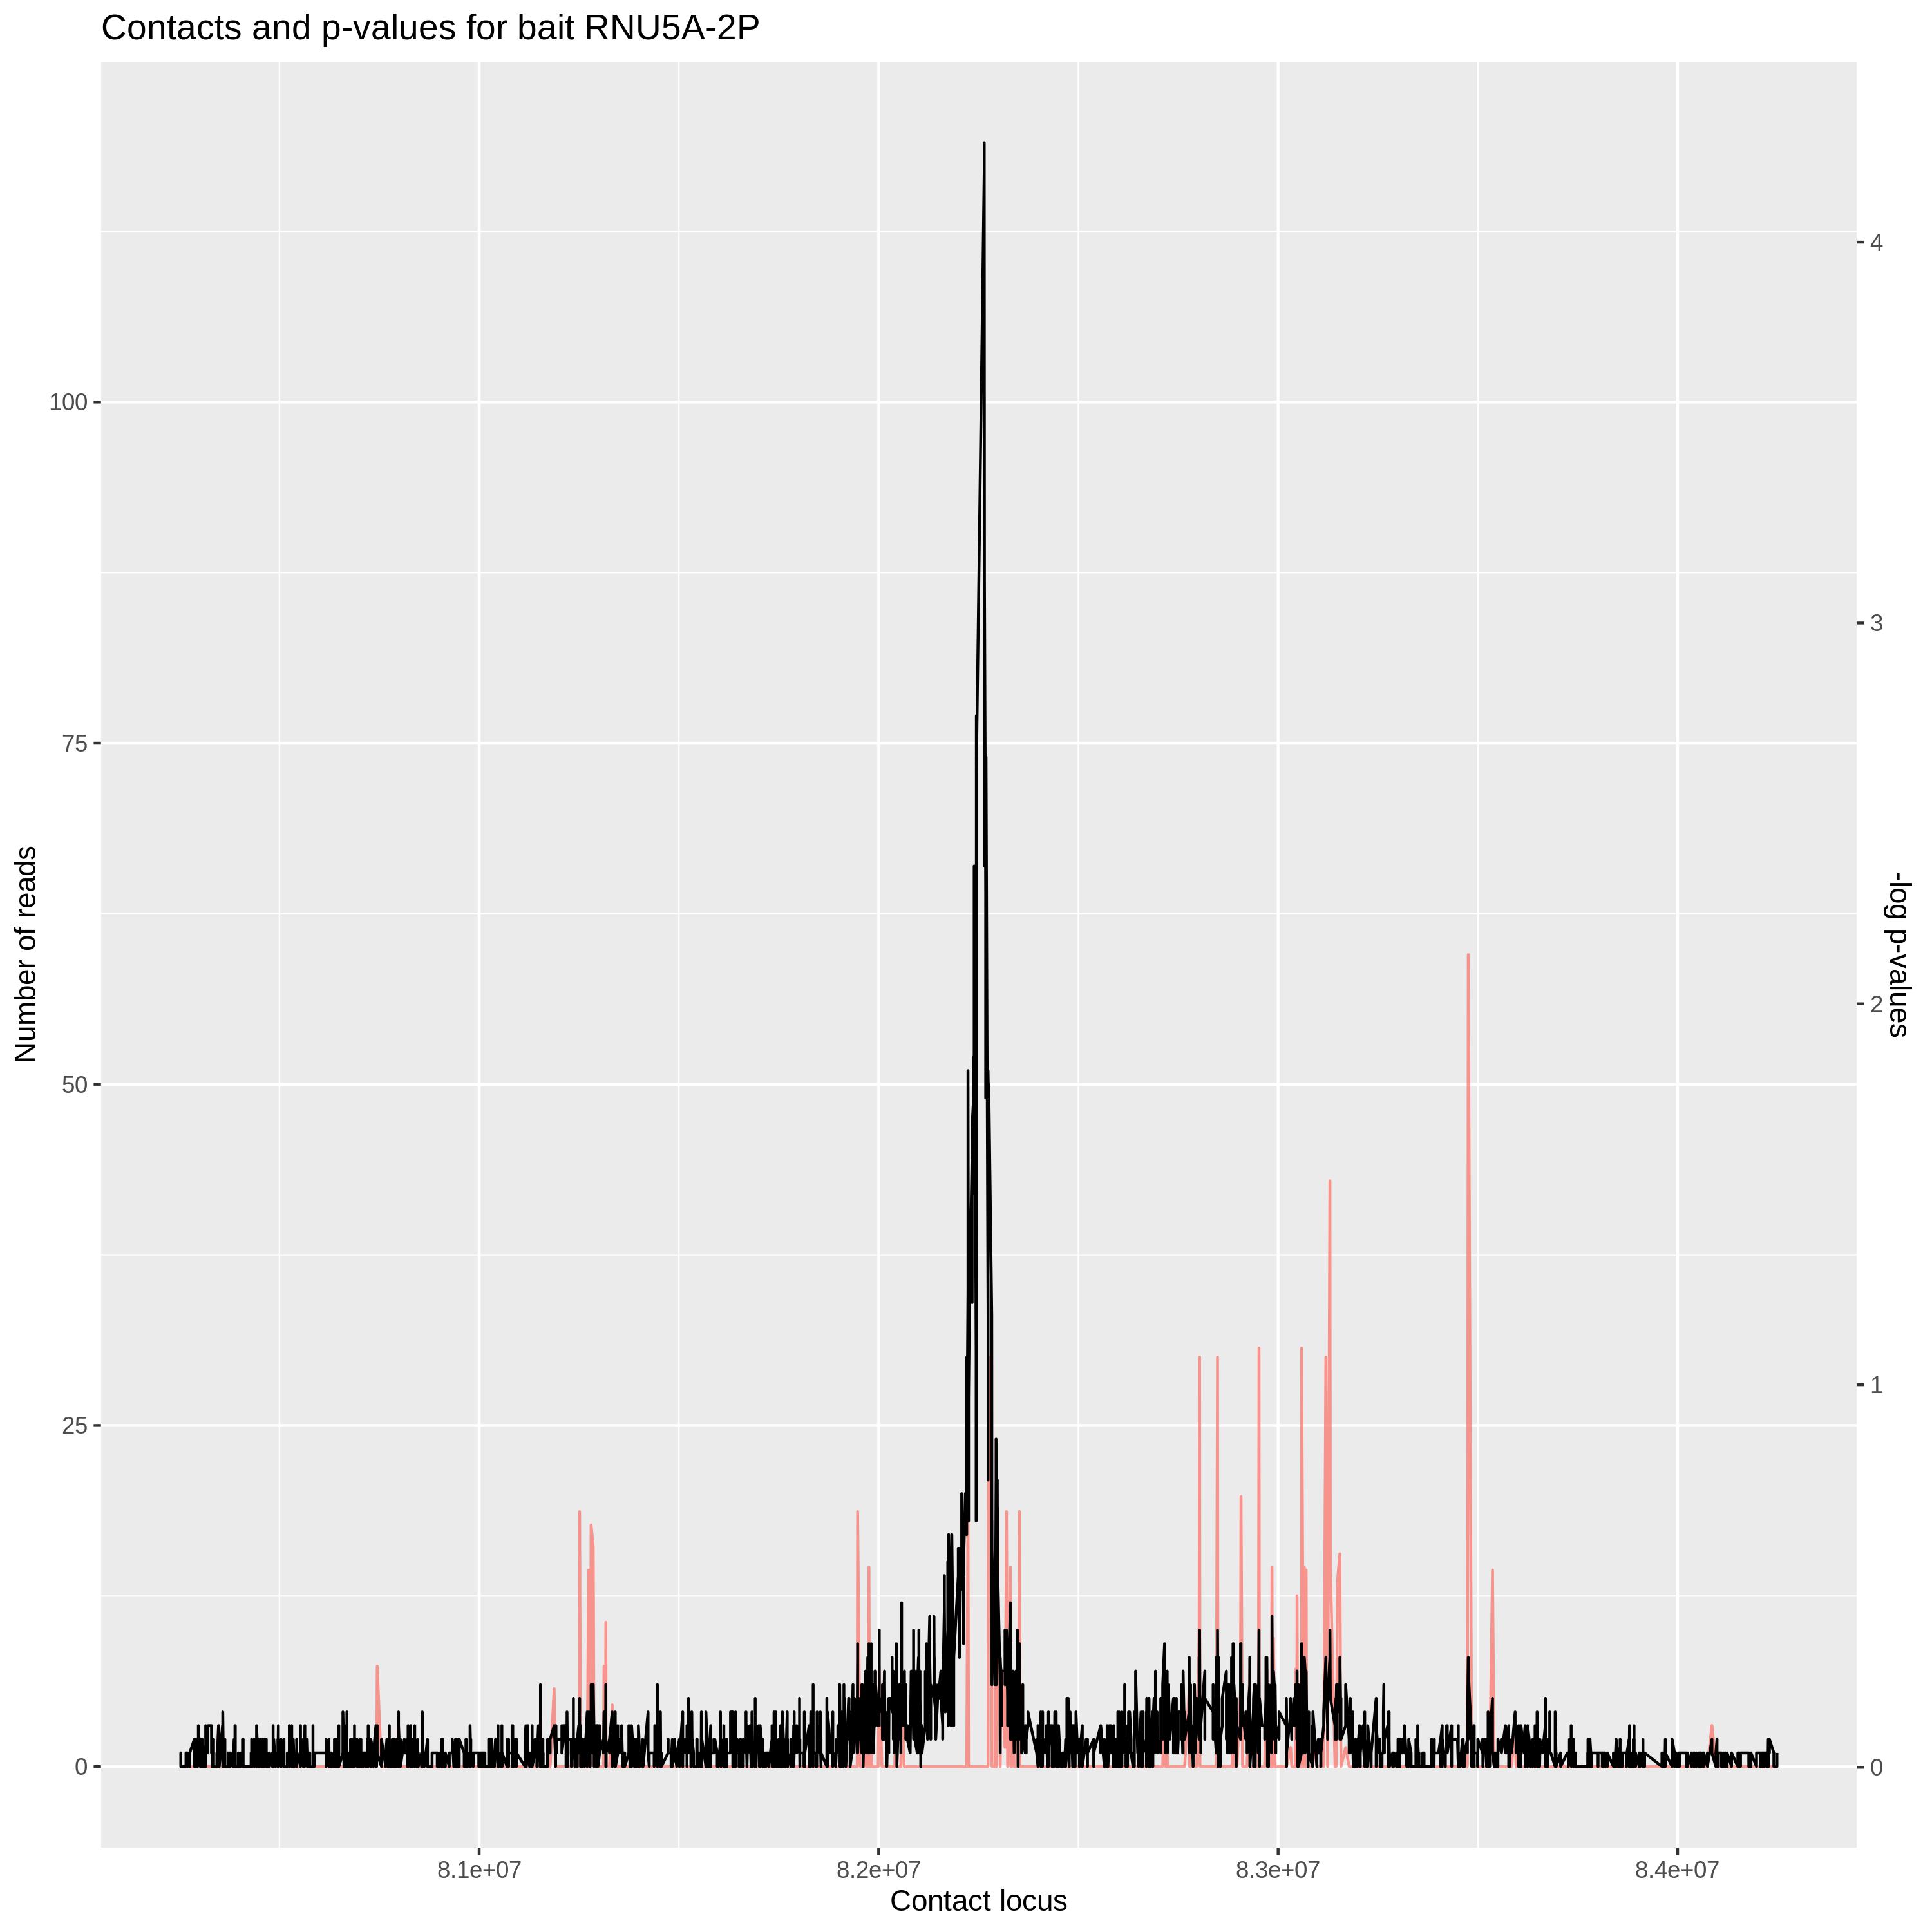 Contacts and p-values for bait RNU5A-2P
100
75
50
25
0
Number of reads
4
3
2
1
0
-log p-values
8.1e+07
8.2e+07
8.3e+07
8.4e+07
Contact locus